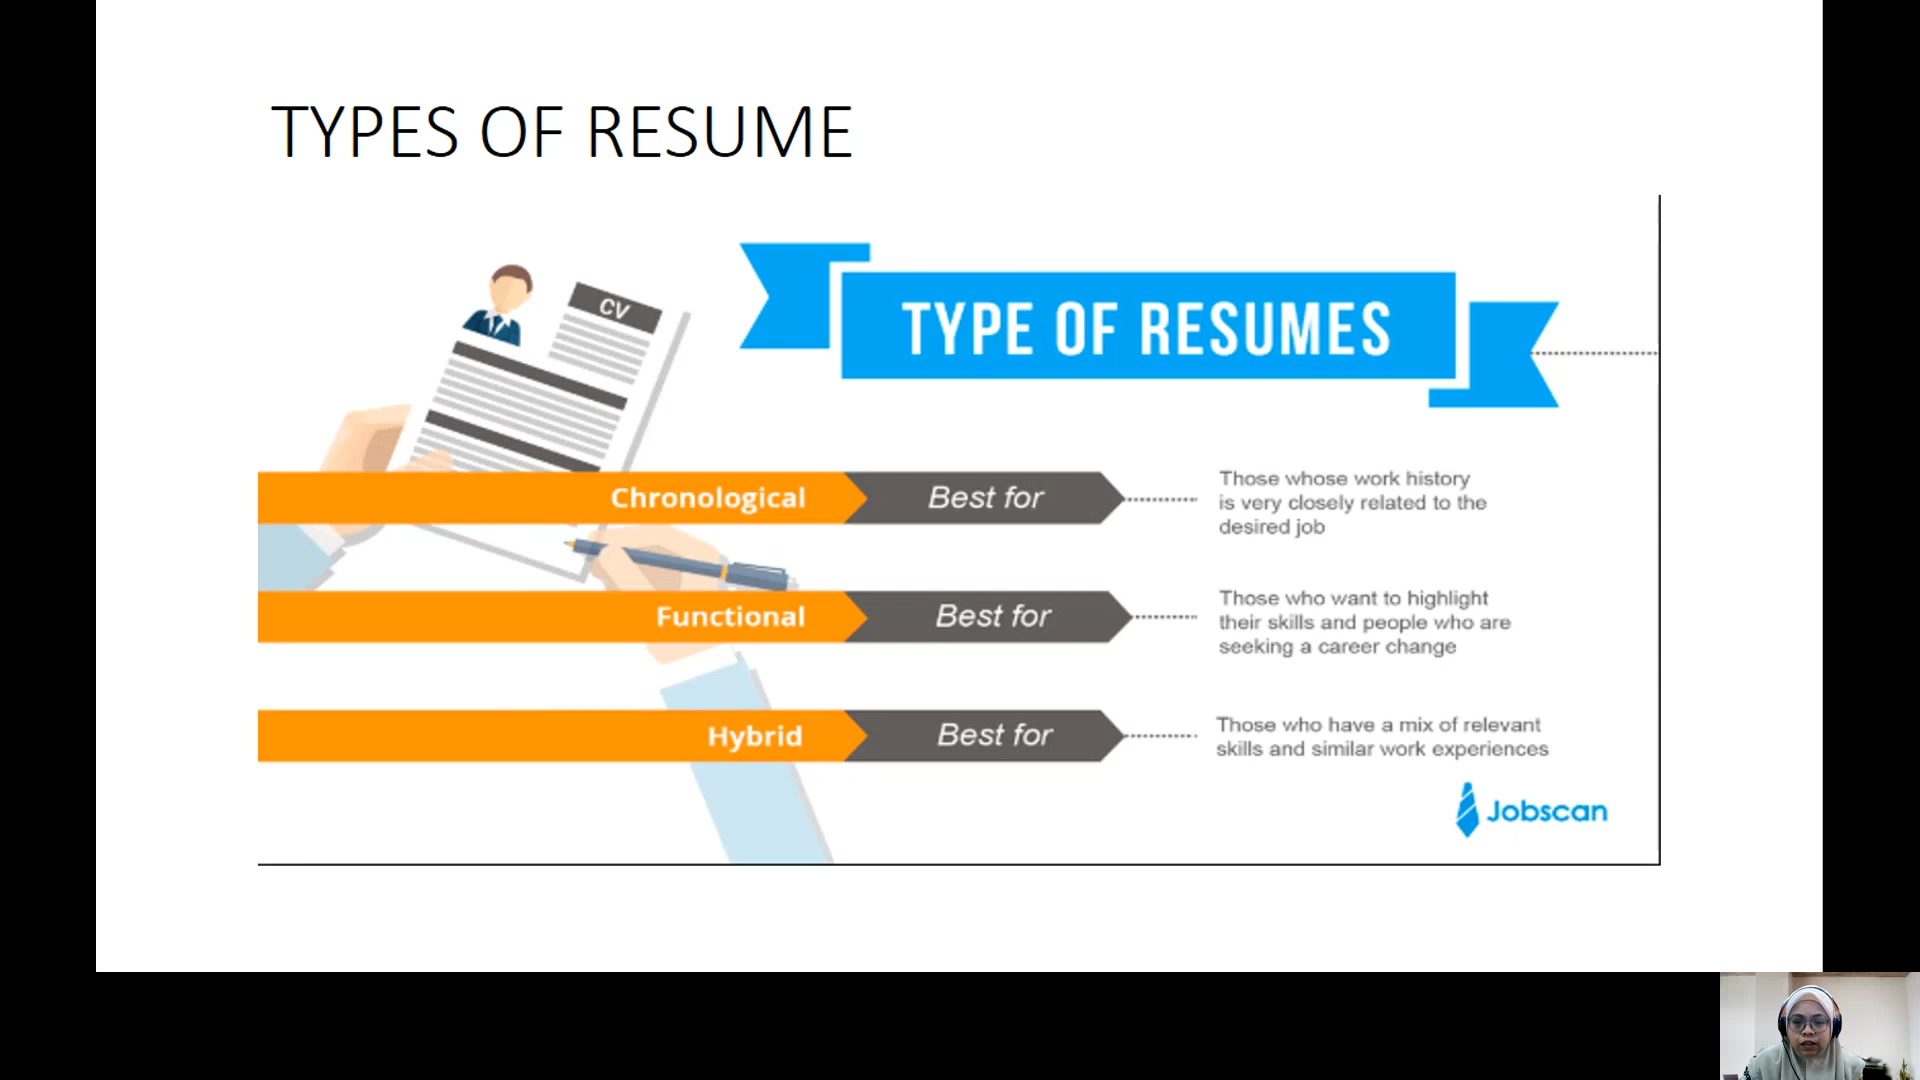 TYPES OF RESUME
TYPE OF RESUMES
CV
Chronological
Best for
Those whose work history
is very closely related to the
desired job
Functional
Best for
Those who want to highlight
their skills and people who are
seeking a career change
Hybrid
Best for
Those who have a mix of relevant
skills and similar work experiences
Jobscan